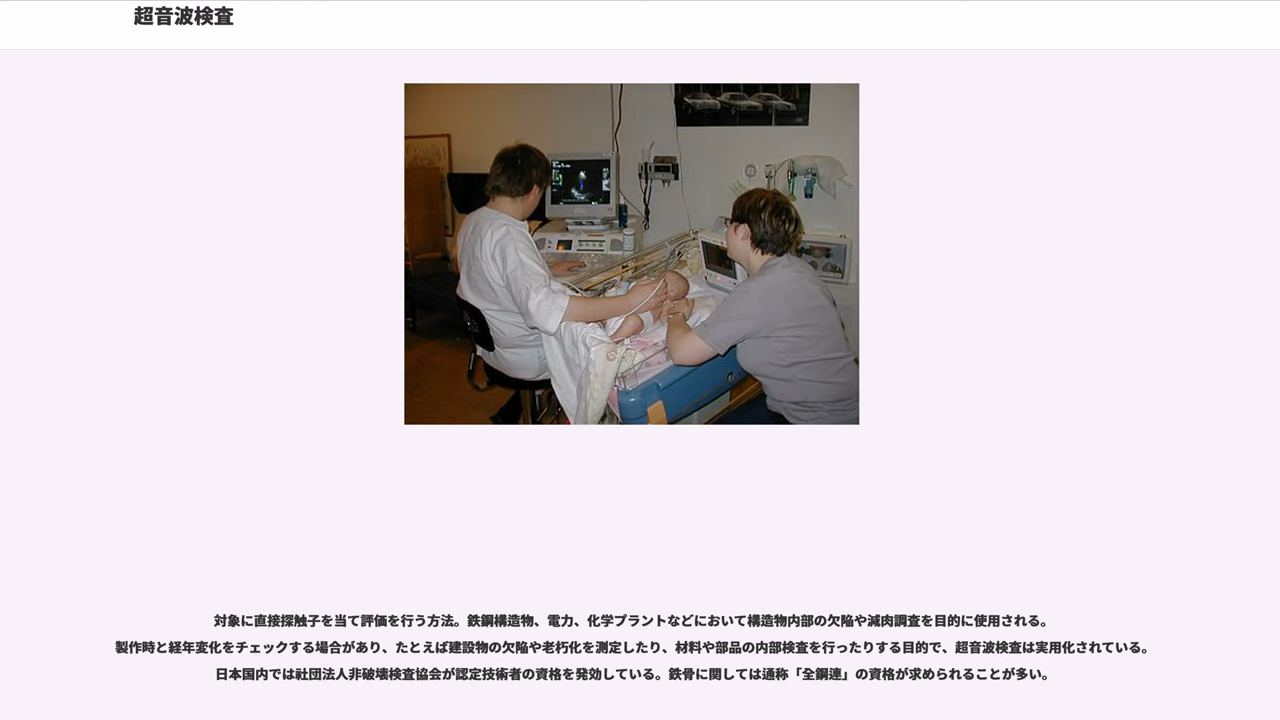 超音波検査
対象に直接探触子を当て評価を行う方法。鉄鋼構造物、電力、化学プラントなどにおいて構造物内部の欠陥や減肉調査を目的に使用される。
製作時と経年変化をチェックする場合があり、たとえば建設物の欠陥や老朽化を測定したり、材料や部品の内部検査を行ったりする目的で、超音波検査は実用化されている。
日本国内では社団法人非破壊検査協会が認定技術者の資格を発効している。鉄骨に関しては通称「全鋼連」の資格が求められることが多い。